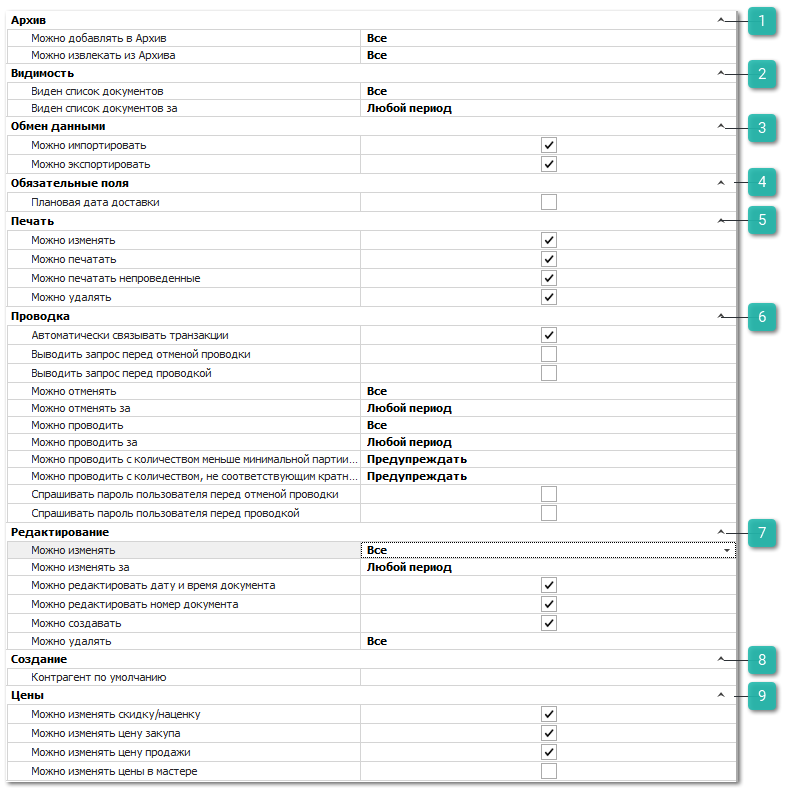 Архив 1
Можно добавлять в Архив Все
Можно извлекать из Архива Все
Видимость 2
Виден список документов Все
Виден список документов за Любой период
Обмен данными 3
Можно импортировать
Можно экспортировать
Обязательные поля 4
Плановая дата доставки
Печать 5
Можно изменять
Можно печатать
Можно печатать непроведенные
Можно удалять
Проводка 6
Автоматически связывать транзакции
Выводить запрос перед отменой проводки
Выводить запрос перед проводкой
Можно отменять Все
Можно отменять за Любой период
Можно проводить Все
Можно проводить за Любой период
Можно проводить с количеством меньше минимальной партии... Предупреждать
Можно проводить с количеством, не соответствующим кратн... Предупреждать
Спрашивать пароль пользователя перед отменой проводки
Спрашивать пароль пользователя перед проводкой
Редактирование 7
Можно изменять Все
Можно изменять за Любой период
Можно редактировать дату и время документа
Можно редактировать номер документа
Можно создавать
Можно удалять Все
Создание 8
Контрагент по умолчанию
Цены 9
Можно изменять скидку/наценку
Можно изменять цену закупа
Можно изменять цену продажи
Можно изменять цены в мастере